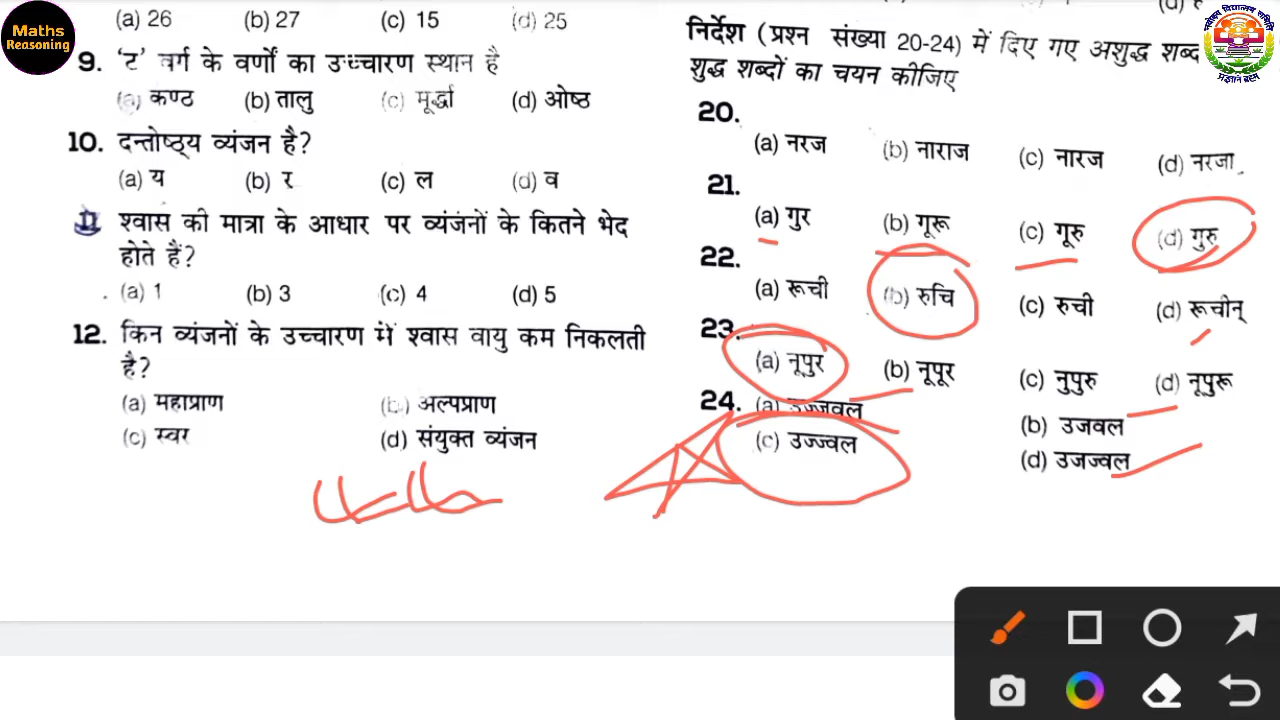 Maths
Reasoning
(a) 26 (b) 27 (c) 15 (d) 25
9. ‘ट’ वर्ग के वर्णों का उच्चारण स्थान है
(a) कण्ठ (b) तालु (c) मूर्द्धा (d) ओष्ठ
10. दन्तोष्ठ्य व्यंजन है?
(a) य (b) र (c) ल (d) व
11 श्वास की मात्रा के आधार पर व्यंजनों के कितने भेद
होते हैं?
(a) 1 (b) 3 (c) 4 (d) 5
12. किन व्यंजनों के उच्चारण में श्वास वायु कम निकलती
है?
(a) महाप्राण (b) अल्पप्राण
(c) स्वर (d) संयुक्त व्यंजन
निर्देश (प्रश्न संख्या 20-24) में दिए गए अशुद्ध शब्द
शुद्ध शब्दों का चयन कीजिए
20.
(a) नरज (b) नाराज (c) नारज (d) नरजा
21.
(a) गुर (b) गूरू (c) गूरु (d) गुरु
22.
(a) रूची (b) रुचि (c) रुची (d) रूचीन्
23.
(a) नूपुर (b) नूपूर (c) नुपुरु (d) नूपुरू
24. (a) उज्जवल (b) उजवल
(c) उज्ज्वल (d) उजज्वल